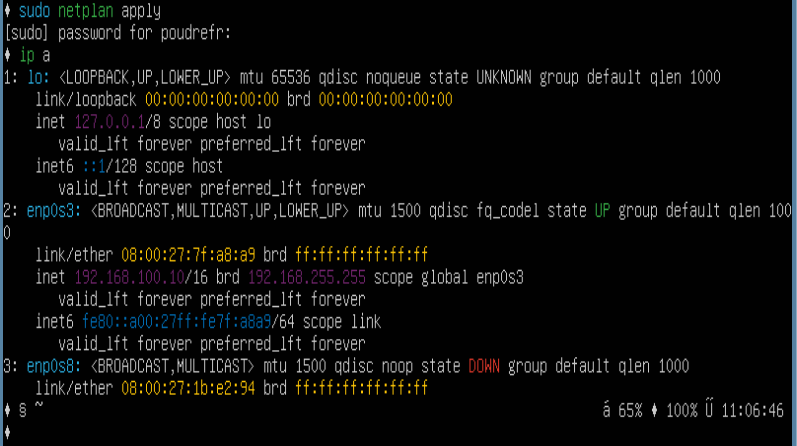 ♦ sudo netplan apply
[sudo] password for poudrefr:
♦ ip a
1: lo: <LOOPBACK,UP,LOWER_UP> mtu 65536 qdisc noqueue state UNKNOWN group default qlen 1000
    link/loopback 00:00:00:00:00:00 brd 00:00:00:00:00:00
    inet 127.0.0.1/8 scope host lo
       valid_lft forever preferred_lft forever
    inet6 ::1/128 scope host
       valid_lft forever preferred_lft forever
2: enp0s3: <BROADCAST,MULTICAST,UP,LOWER_UP> mtu 1500 qdisc fq_codel state UP group default qlen 100
0
    link/ether 08:00:27:7f:a8:a9 brd ff:ff:ff:ff:ff:ff
    inet 192.168.100.10/16 brd 192.168.255.255 scope global enp0s3
       valid_lft forever preferred_lft forever
    inet6 fe80::a00:27ff:fe7f:a8a9/64 scope link
       valid_lft forever preferred_lft forever
3: enp0s8: <BROADCAST,MULTICAST> mtu 1500 qdisc noop state DOWN group default qlen 1000
    link/ether 08:00:27:1b:e2:94 brd ff:ff:ff:ff:ff:ff
♦ § ~ á 65% ♦ 100% Ű 11:06:46
♦